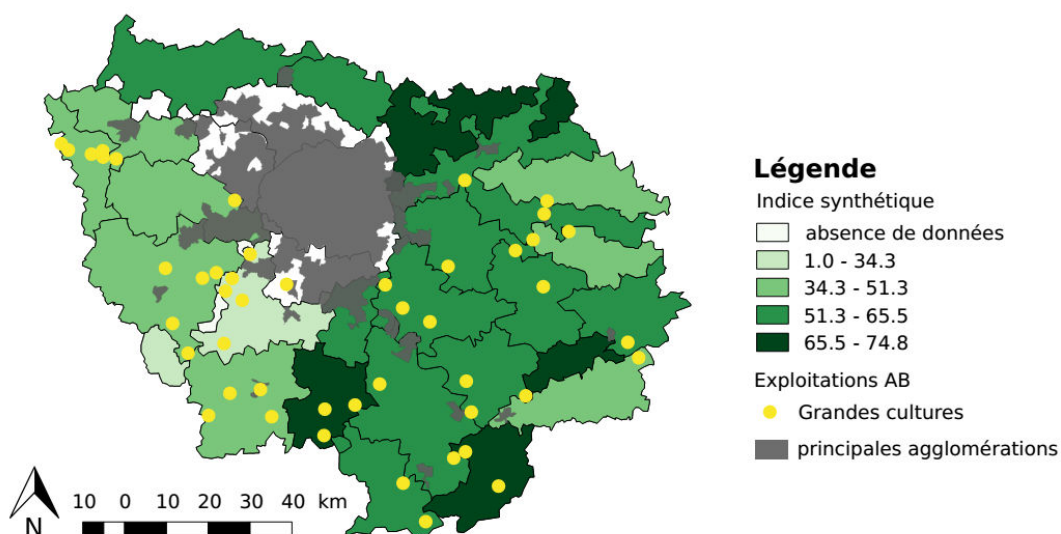 Légende
Indice synthétique
absence de données
1.0 - 34.3
34.3 - 51.3
51.3 - 65.5
65.5 - 74.8
Exploitations AB
Grandes cultures
principales agglomérations
10 0 10 20 30 40 km
N